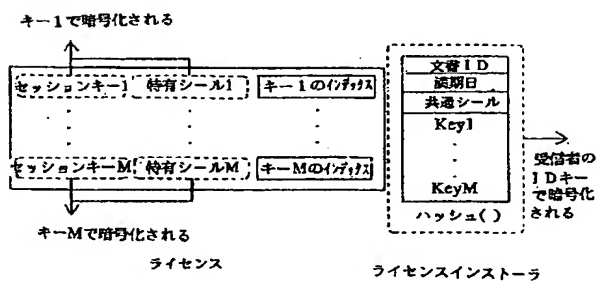 キー1で暗号化される
セッションキー1 特有シール1 キー1のインデックス
セッションキーM 特有シールM キーMのインデックス
キーMで暗号化される
ライセンス
文書ID
満期日
共通シール
Key1
KeyM
ハッシュ()
受信者の
IDキー
で暗号化
される
ライセンスインストーラ